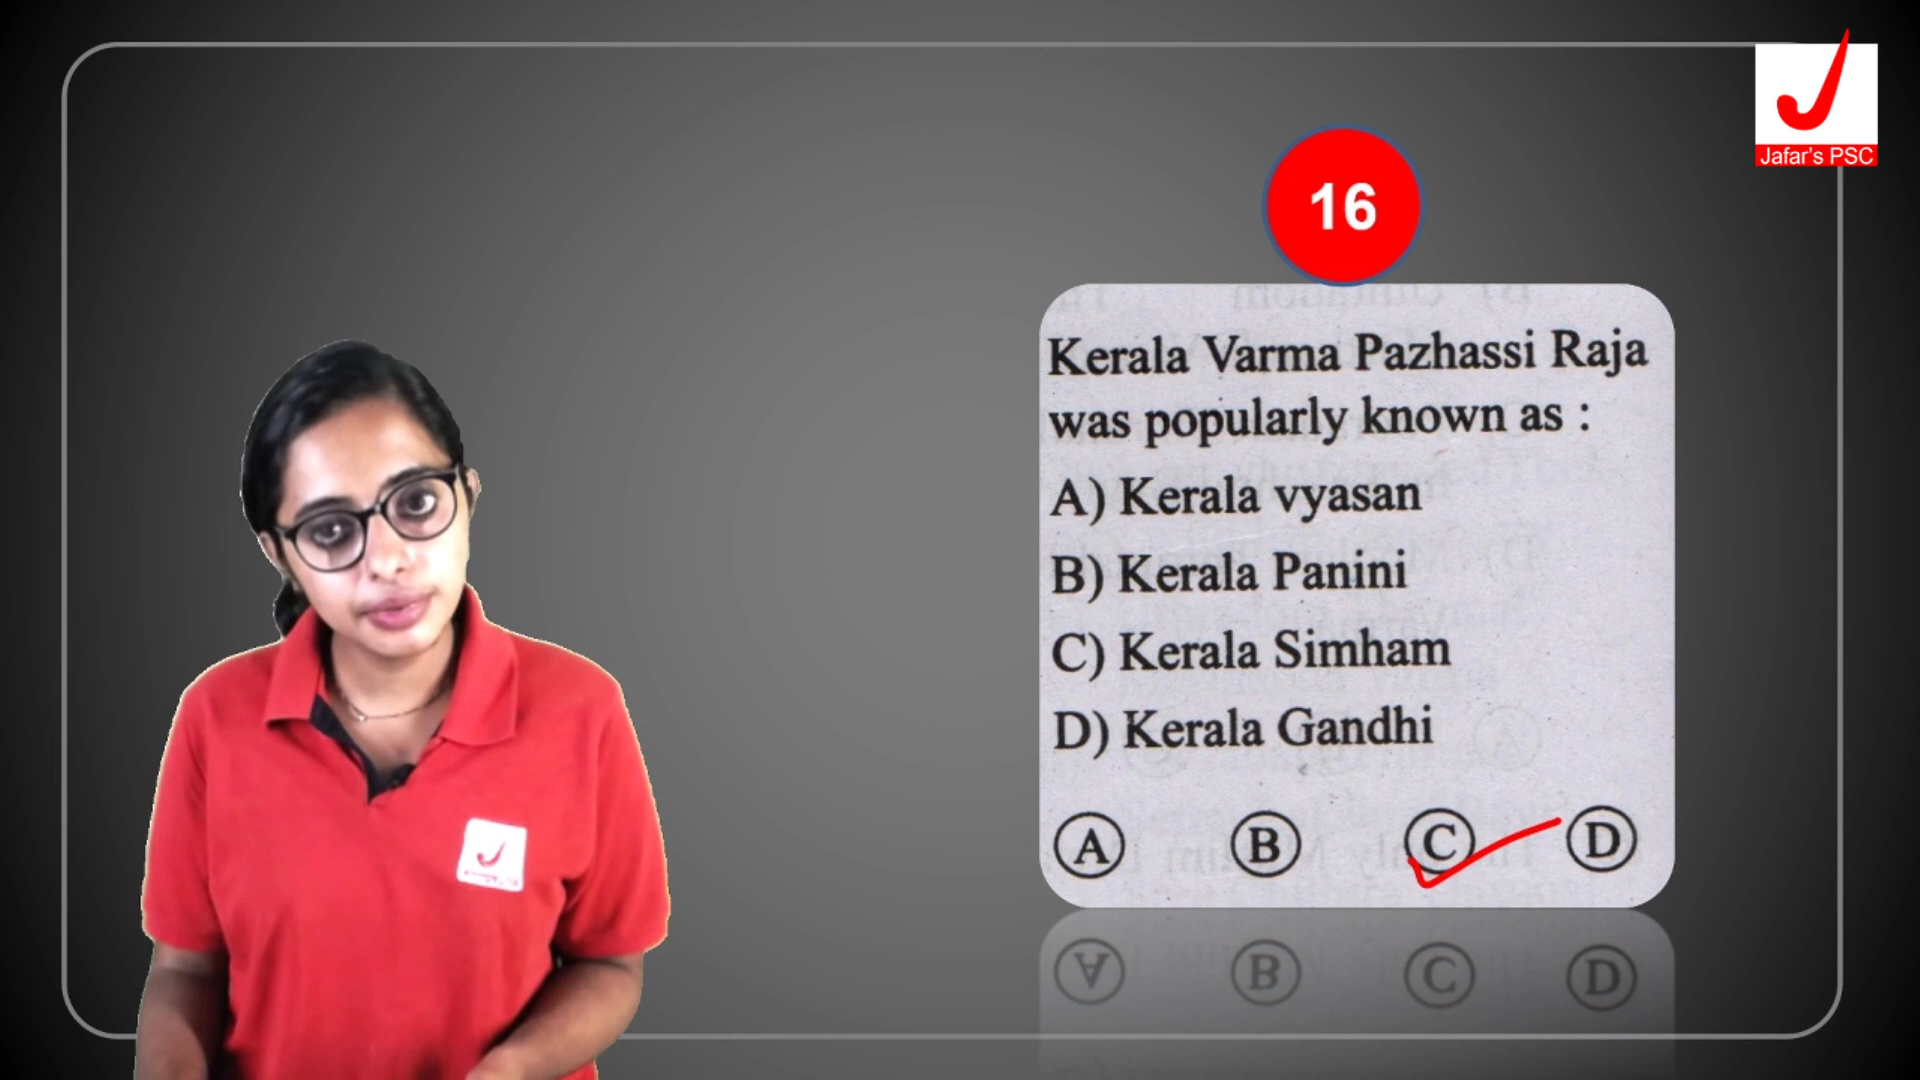 Jafar's PSC
16
Kerala Varma Pazhassi Raja
was popularly known as :
A) Kerala vyasan
B) Kerala Panini
C) Kerala Simham
D) Kerala Gandhi
A B C D